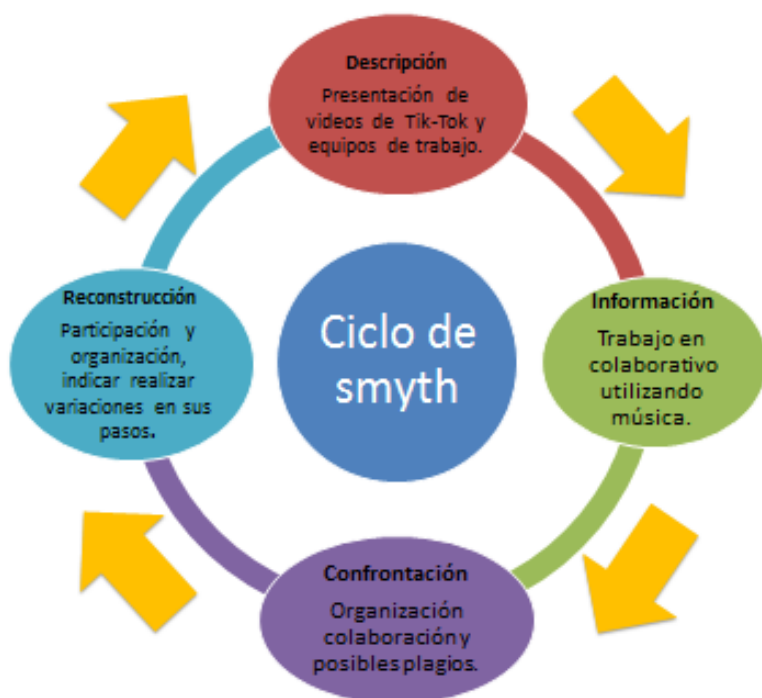 Descripción
Presentación de
videos de Tik-Tok y
equipos de trabajo.
Información
Trabajo en
colaborativo
utilizando
música.
Confrontación
Organización
colaboración y
posibles plagios.
Reconstrucción
Participación y
organización,
indicar realizar
variaciones en sus
pasos.
Ciclo de
smyth